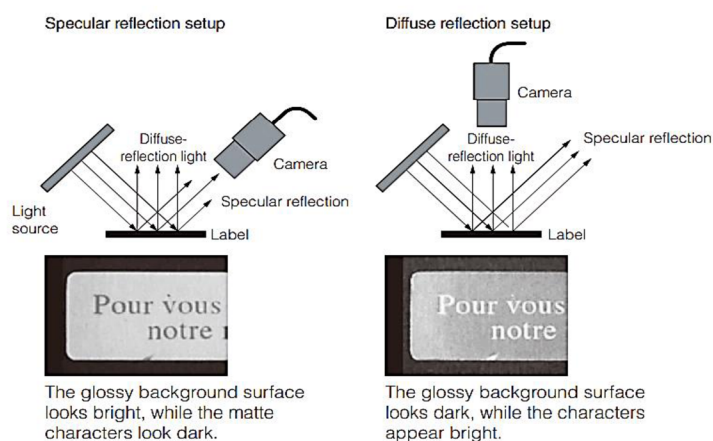 Specular reflection setup
Diffuse-
reflection light
Camera
Light
source
Specular reflection
Label
Pour vous
notre
The glossy background surface
looks bright, while the matte
characters look dark.
Diffuse reflection setup
Camera
Diffuse-
reflection light
Specular reflection
Label
Pour vous
notre
The glossy background surface
looks dark, while the characters
appear bright.